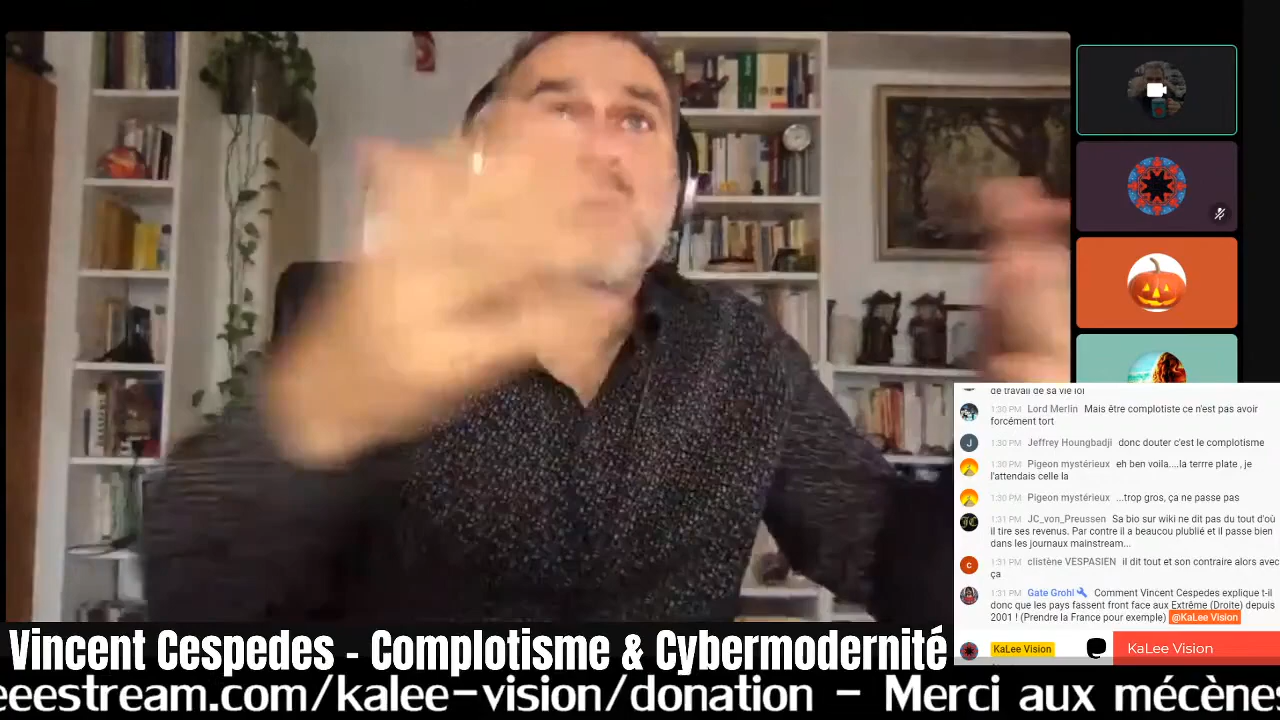 de travail de sa vie lol
1:30 PM Lord Merlin Mais être complotiste ce n'est pas avoir
forcément tort
J 1:30 PM Jeffrey Houngbadji donc douter c'est le complotisme
1:30 PM Pigeon mystérieux eh ben voila....la terrre plate , je
l'attendais celle la
1:30 PM Pigeon mystérieux ...trop gros, ça ne passe pas
1:31 PM JC_von_Preussen Sa bio sur wiki ne dit pas du tout d'où
il tire ses revenus. Par contre il a beaucou plublié et il passe bien
dans les journaux mainstream...
c 1:31 PM clistène VESPASIEN il dit tout et son contraire alors avec
ça
1:31 PM Gate Grohl Comment Vincent Cespedes explique t-il
donc que les pays fassent front face aux Extrême (Droite) depuis
2001 ! (Prendre la France pour exemple) @KaLee Vision
KaLee Vision
KaLee Vision
Vincent Cespedes - Complotisme & Cybermodernité
eeestream.com/kalee-vision/donation - Merci aux mécènes